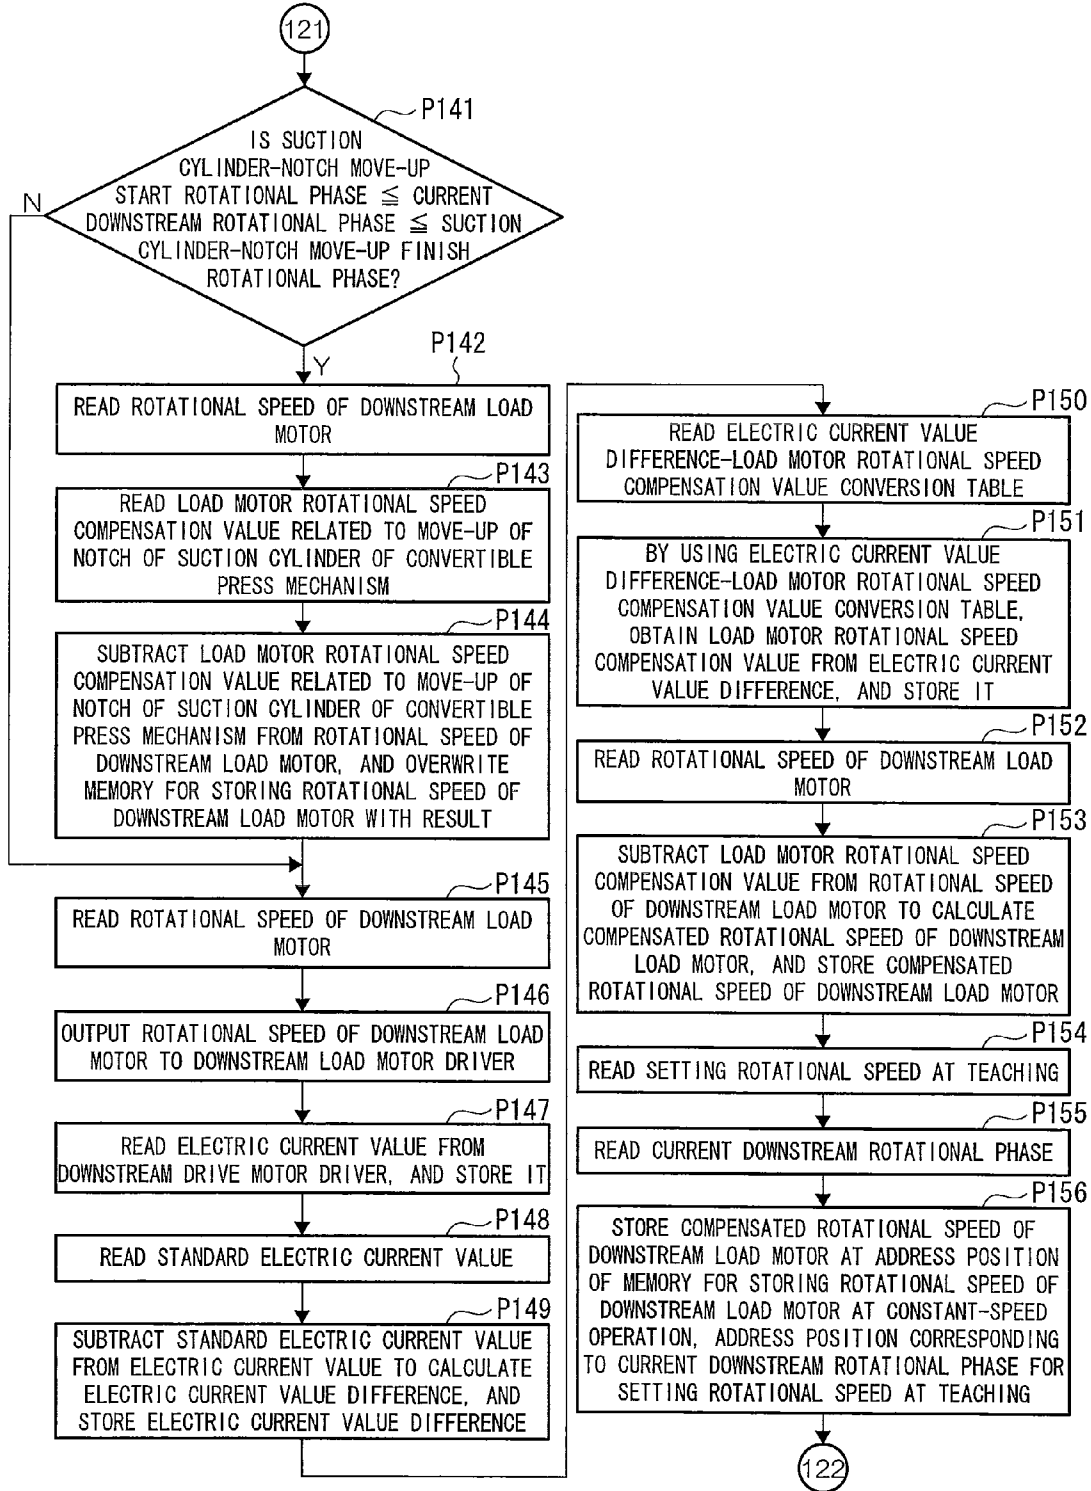 121
P141
IS SUCTION
CYLINDER-NOTCH MOVE-UP
START ROTATIONAL PHASE ≦ CURRENT
DOWNSTREAM ROTATIONAL PHASE ≦ SUCTION
CYLINDER-NOTCH MOVE-UP FINISH
ROTATIONAL PHASE?
N
Y
P142
READ ROTATIONAL SPEED OF DOWNSTREAM LOAD
MOTOR
P143
READ LOAD MOTOR ROTATIONAL SPEED
COMPENSATION VALUE RELATED TO MOVE-UP OF
NOTCH OF SUCTION CYLINDER OF CONVERTIBLE
PRESS MECHANISM
P144
SUBTRACT LOAD MOTOR ROTATIONAL SPEED
COMPENSATION VALUE RELATED TO MOVE-UP OF
NOTCH OF SUCTION CYLINDER OF CONVERTIBLE
PRESS MECHANISM FROM ROTATIONAL SPEED OF
DOWNSTREAM LOAD MOTOR, AND OVERWRITE
MEMORY FOR STORING ROTATIONAL SPEED OF
DOWNSTREAM LOAD MOTOR WITH RESULT
P145
READ ROTATIONAL SPEED OF DOWNSTREAM LOAD
MOTOR
P146
OUTPUT ROTATIONAL SPEED OF DOWNSTREAM LOAD
MOTOR TO DOWNSTREAM LOAD MOTOR DRIVER
P147
READ ELECTRIC CURRENT VALUE FROM
DOWNSTREAM DRIVE MOTOR DRIVER, AND STORE IT
P148
READ STANDARD ELECTRIC CURRENT VALUE
P149
SUBTRACT STANDARD ELECTRIC CURRENT VALUE
FROM ELECTRIC CURRENT VALUE TO CALCULATE
ELECTRIC CURRENT VALUE DIFFERENCE, AND
STORE ELECTRIC CURRENT VALUE DIFFERENCE
P150
READ ELECTRIC CURRENT VALUE
DIFFERENCE-LOAD MOTOR ROTATIONAL SPEED
COMPENSATION VALUE CONVERSION TABLE
P151
BY USING ELECTRIC CURRENT VALUE
DIFFERENCE-LOAD MOTOR ROTATIONAL SPEED
COMPENSATION VALUE CONVERSION TABLE,
OBTAIN LOAD MOTOR ROTATIONAL SPEED
COMPENSATION VALUE FROM ELECTRIC CURRENT
VALUE DIFFERENCE, AND STORE IT
P152
READ ROTATIONAL SPEED OF DOWNSTREAM LOAD
MOTOR
P153
SUBTRACT LOAD MOTOR ROTATIONAL SPEED
COMPENSATION VALUE FROM ROTATIONAL SPEED
OF DOWNSTREAM LOAD MOTOR TO CALCULATE
COMPENSATED ROTATIONAL SPEED OF DOWNSTREAM
LOAD MOTOR, AND STORE COMPENSATED
ROTATIONAL SPEED OF DOWNSTREAM LOAD MOTOR
P154
READ SETTING ROTATIONAL SPEED AT TEACHING
P155
READ CURRENT DOWNSTREAM ROTATIONAL PHASE
P156
STORE COMPENSATED ROTATIONAL SPEED OF
DOWNSTREAM LOAD MOTOR AT ADDRESS POSITION
OF MEMORY FOR STORING ROTATIONAL SPEED OF
DOWNSTREAM LOAD MOTOR AT CONSTANT-SPEED
OPERATION, ADDRESS POSITION CORRESPONDING
TO CURRENT DOWNSTREAM ROTATIONAL PHASE FOR
SETTING ROTATIONAL SPEED AT TEACHING
122